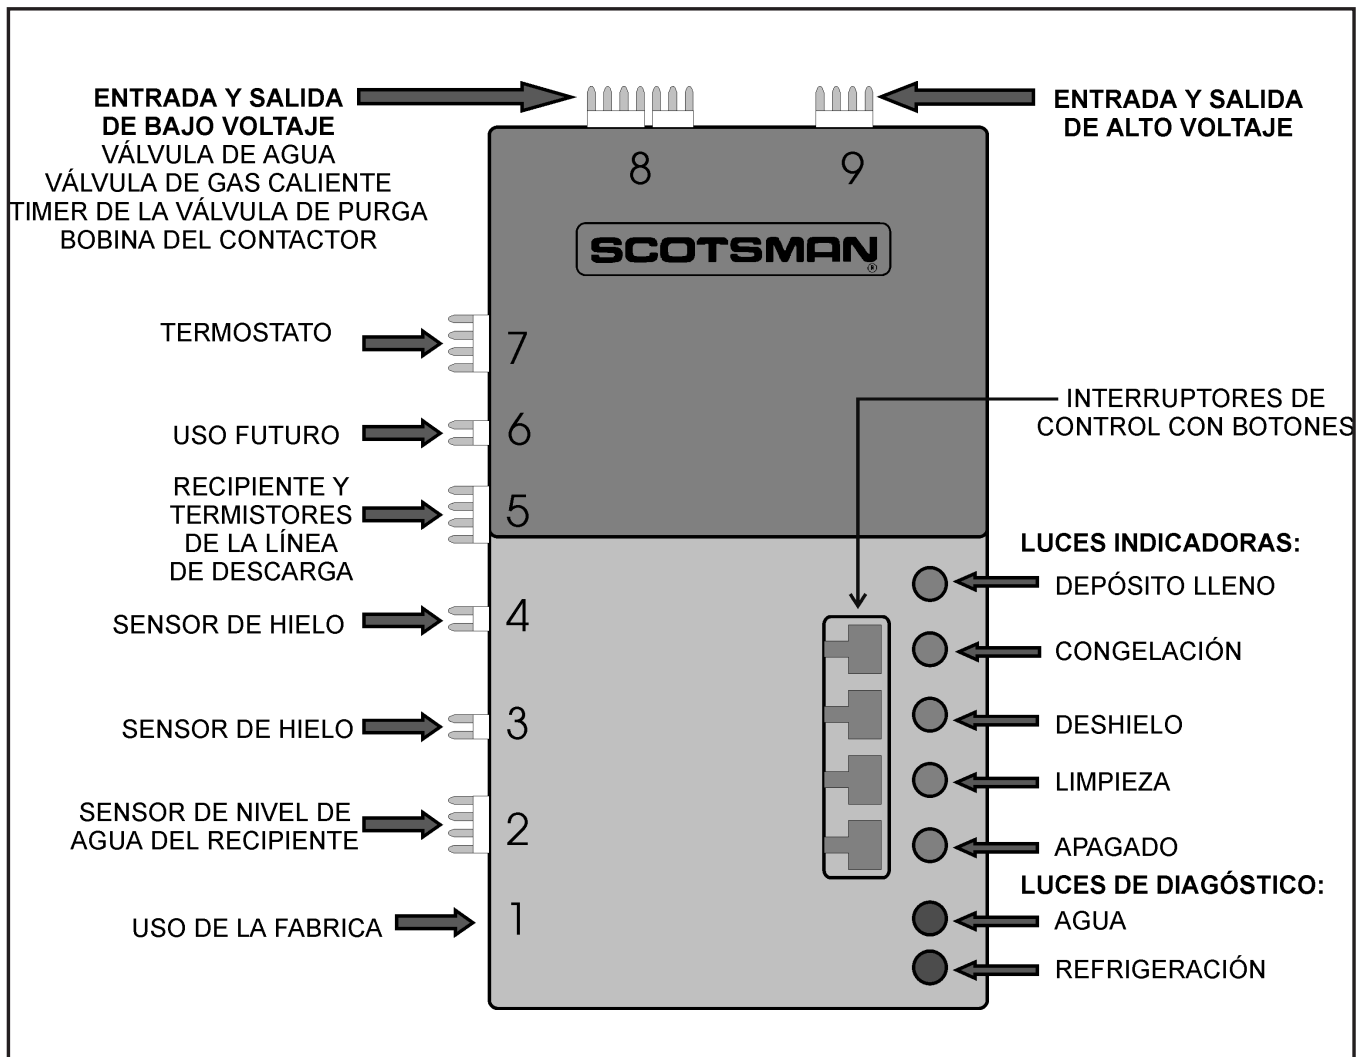 ENTRADA Y SALIDA
DE BAJO VOLTAJE
VÁLVULA DE AGUA
VÁLVULA DE GAS CALIENTE
TIMER DE LA VÁLVULA DE PURGA
BOBINA DEL CONTACTOR
ENTRADA Y SALIDA
DE ALTO VOLTAJE
8
9
SCOTSMAN
®
TERMOSTATO
7
USO FUTURO
6
RECIPIENTE Y
TERMISTORES
DE LA LÍNEA
DE DESCARGA
5
SENSOR DE HIELO
4
SENSOR DE HIELO
3
SENSOR DE NIVEL DE
AGUA DEL RECIPIENTE
2
USO DE LA FABRICA
1
INTERRUPTORES DE
CONTROL CON BOTONES
LUCES INDICADORAS:
DEPÓSITO LLENO
CONGELACIÓN
DESHIELO
LIMPIEZA
APAGADO
LUCES DE DIAGÓSTICO:
AGUA
REFRIGERACIÓN